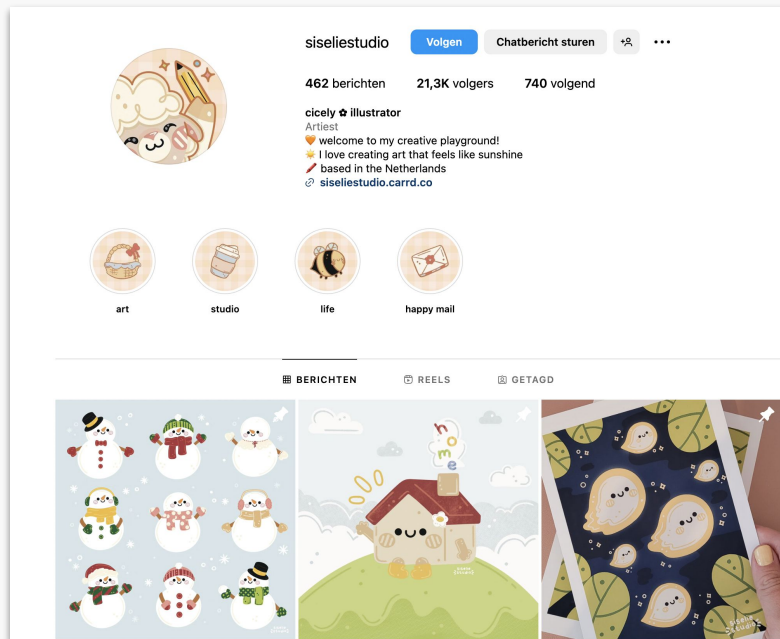 siseliestudio Volgen Chatbericht sturen
462 berichten 21,3K volgers 740 volgend
cicely ✿ illustrator
Artiest
🧡 welcome to my creative playground!
☀️ I love creating art that feels like sunshine
🖍️ based in the Netherlands
siseliestudio.carrd.co
art studio life happy mail
BERICHTEN REELS GETAGD
home